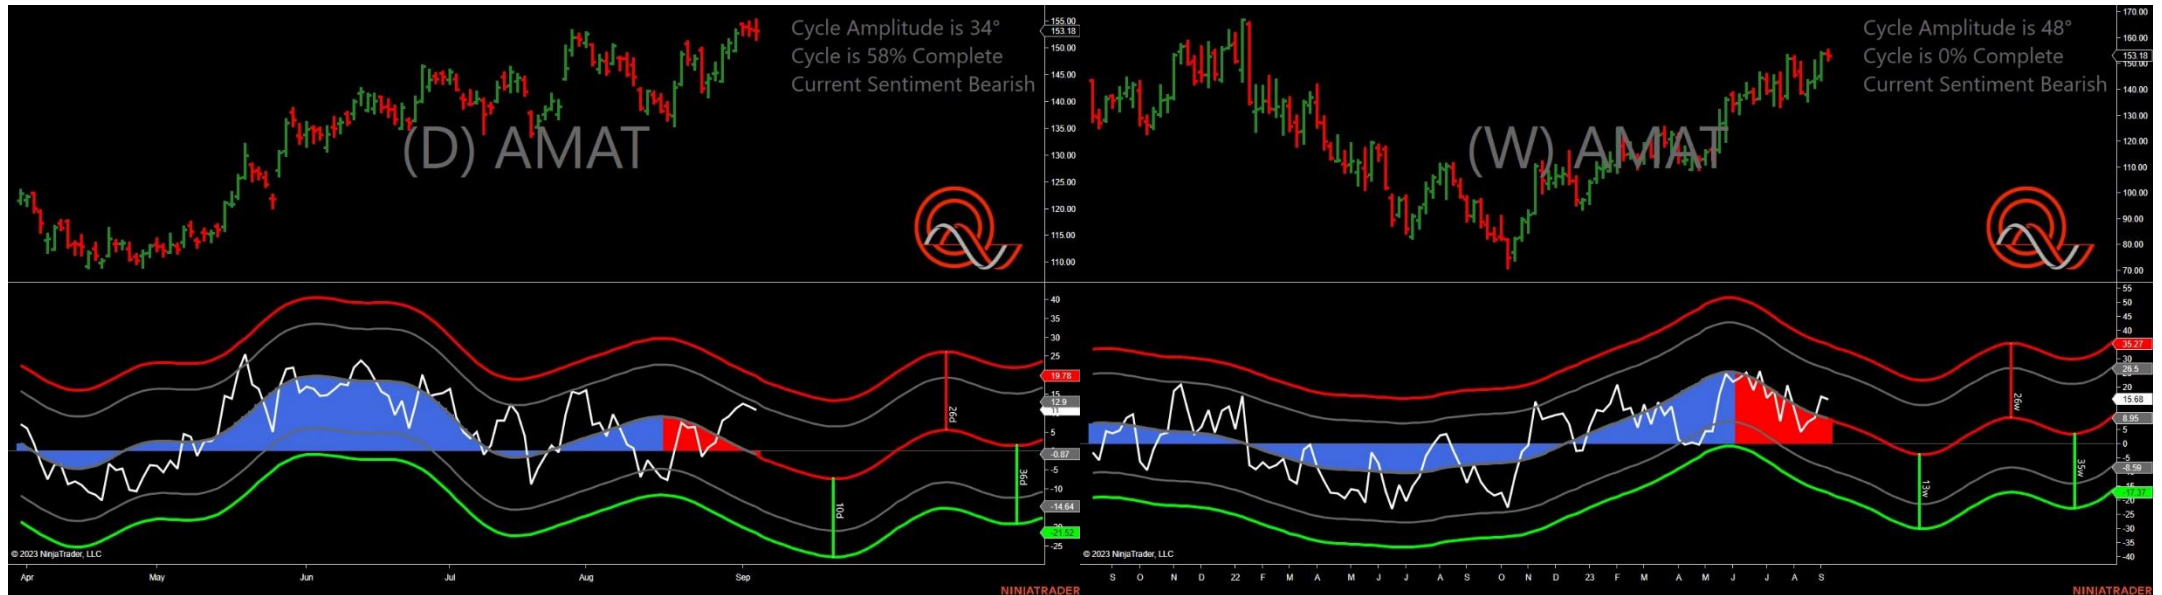 Cycle Amplitude is 34°
Cycle is 58% Complete
Current Sentiment Bearish
(D) AMAT
155.00
153.18
150.00
145.00
140.00
135.00
130.00
125.00
120.00
115.00
110.00
40
35
30
25
19.78
12.9
11
5
-0.87
-5
-10
-14.64
-21.52
-25
26d
10d
36d
© 2023 NinjaTrader, LLC
Apr May Jun Jul Aug Sep
NINJATRADER
Cycle Amplitude is 48°
Cycle is 0% Complete
Current Sentiment Bearish
(W) AMAT
170.00
160.00
153.18
150.00
140.00
130.00
120.00
110.00
100.00
90.00
80.00
70.00
55
50
45
40
35.27
30
26.5
20
15.68
8.95
5
0
-8.59
-17.37
-25
-30
-35
-40
26w
13w
35w
© 2023 NinjaTrader, LLC
S O N D 22 F M A M J J A S O N D 23 F M A M J J A S
NINJATRADER